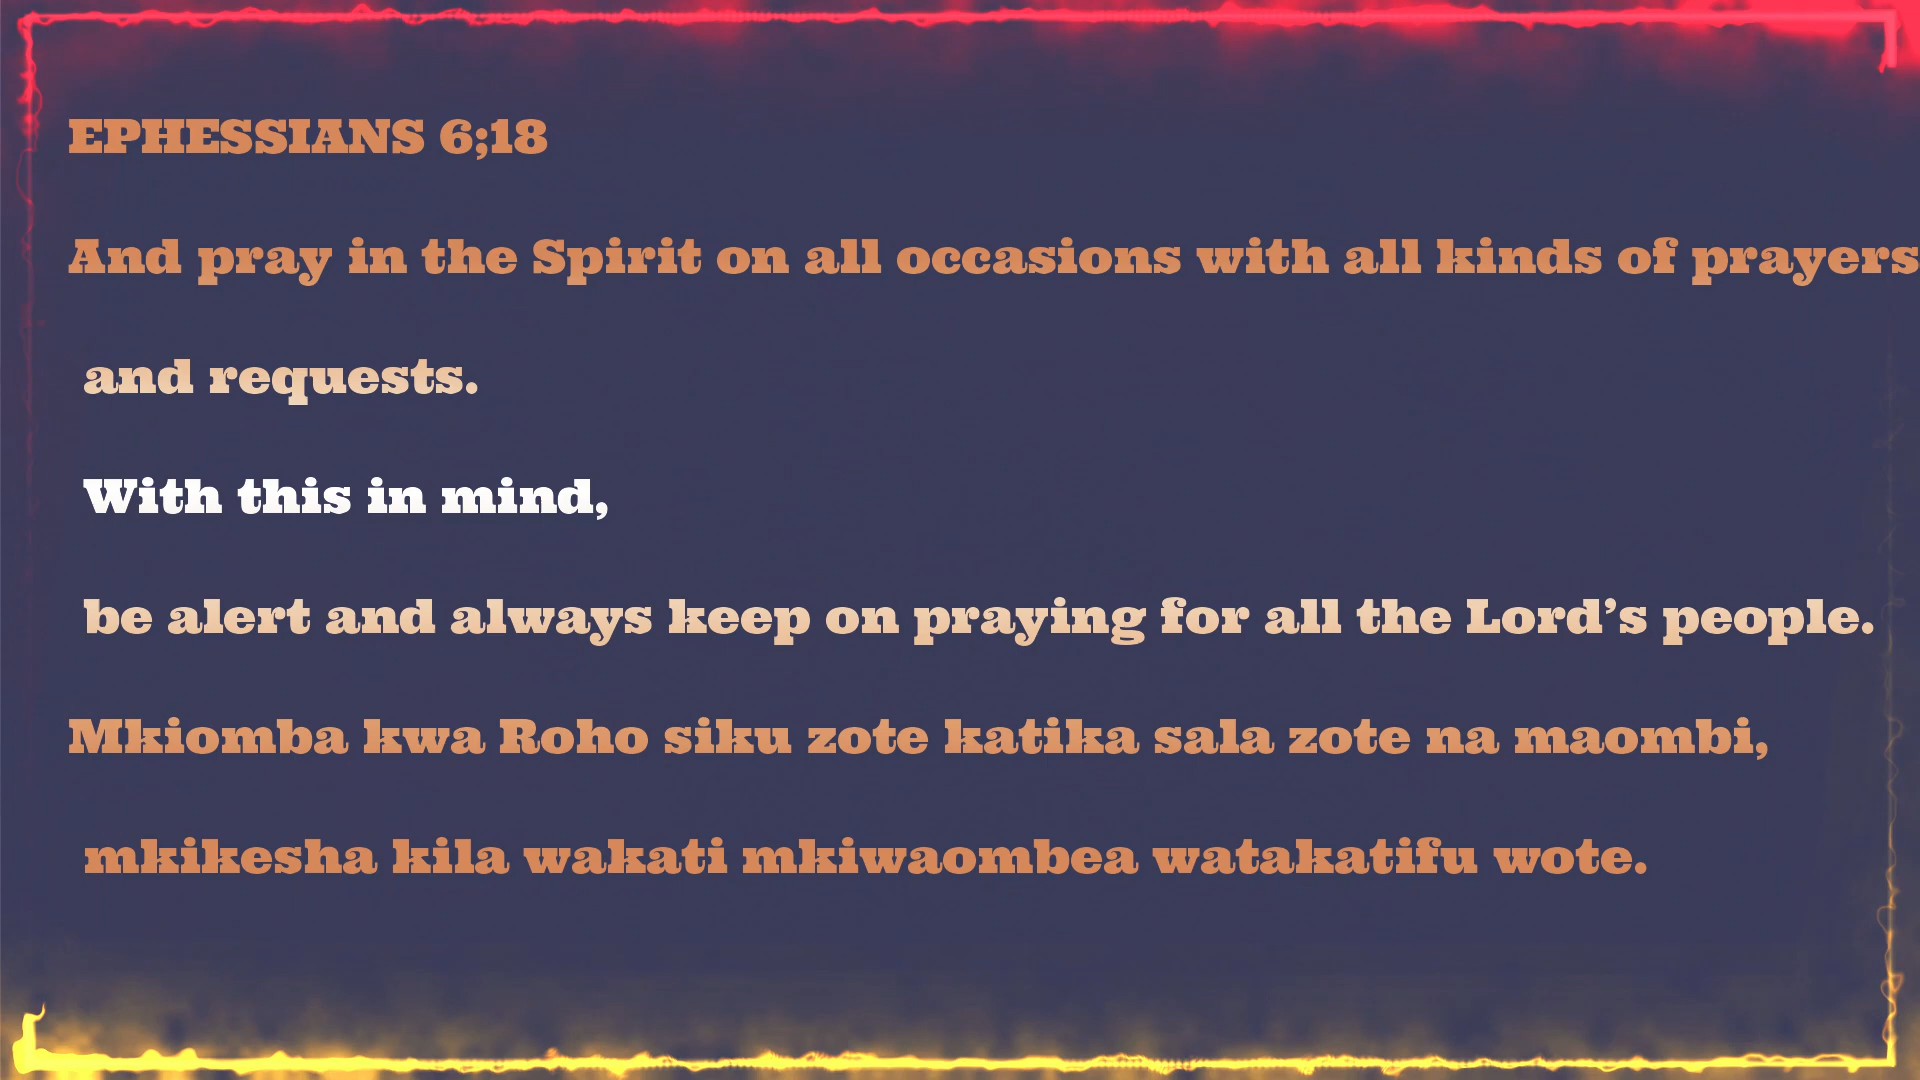 EPHESSIANS 6;18
And pray in the Spirit on all occasions with all kinds of prayers
and requests.
With this in mind,
be alert and always keep on praying for all the Lord’s people.
Mkiomba kwa Roho siku zote katika sala zote na maombi,
mkikesha kila wakati mkiwaombea watakatifu wote.